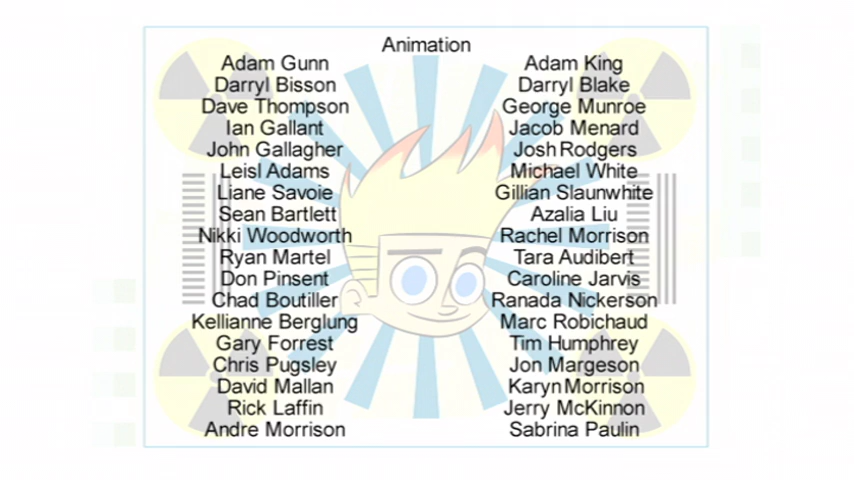 Animation
Adam Gunn
Darryl Bisson
Dave Thompson
Ian Gallant
John Gallagher
Leisl Adams
Liane Savoie
Sean Bartlett
Nikki Woodworth
Ryan Martel
Don Pinsent
Chad Boutiller
Kellianne Berglung
Gary Forrest
Chris Pugsley
David Mallan
Rick Laffin
Andre Morrison
Adam King
Darryl Blake
George Munroe
Jacob Menard
Josh Rodgers
Michael White
Gillian Slaunwhite
Azalia Liu
Rachel Morrison
Tara Audibert
Caroline Jarvis
Ranada Nickerson
Marc Robichaud
Tim Humphrey
Jon Margeson
Karyn Morrison
Jerry McKinnon
Sabrina Paulin